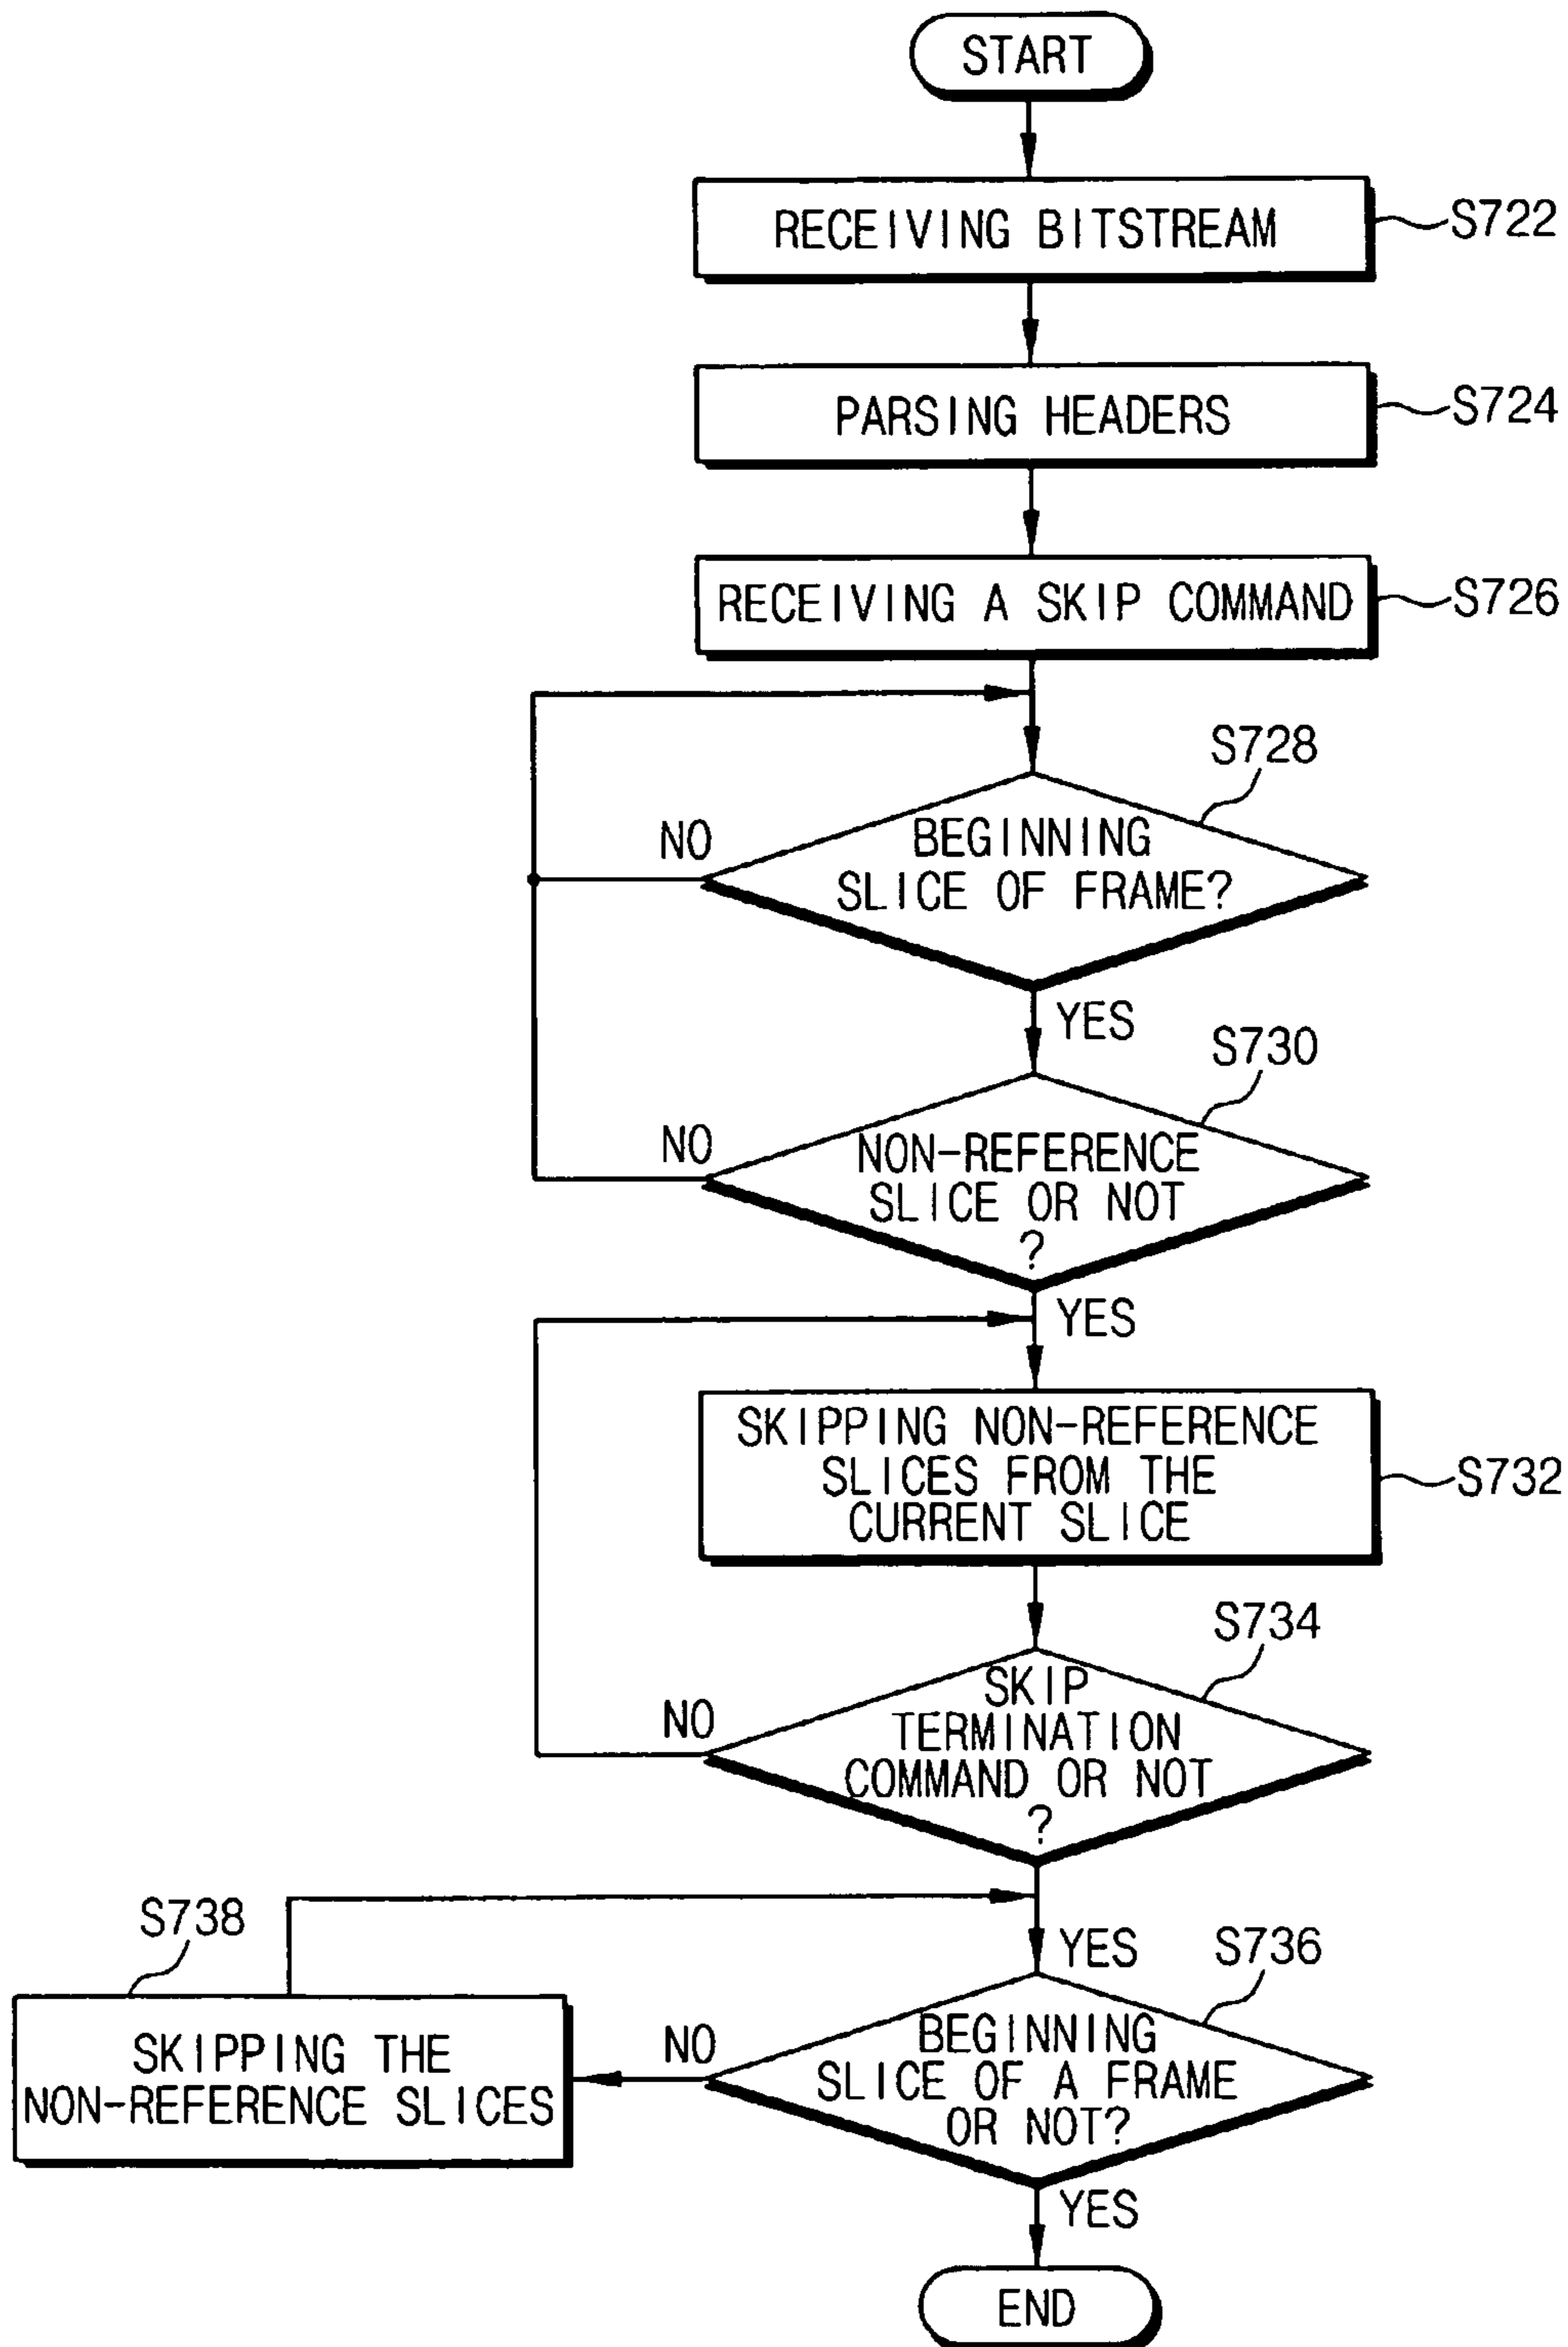 START
RECEIVING BITSTREAM
S722
PARSING HEADERS
S724
RECEIVING A SKIP COMMAND
S726
S728
NO
BEGINNING
SLICE OF FRAME?
YES
S730
NO
NON-REFERENCE
SLICE OR NOT
?
YES
SKIPPING NON-REFERENCE
SLICES FROM THE
CURRENT SLICE
S732
S734
NO
SKIP
TERMINATION
COMMAND OR NOT
?
S738
YES
S736
SKIPPING THE
NON-REFERENCE SLICES
NO
BEGINNING
SLICE OF A FRAME
OR NOT?
YES
END